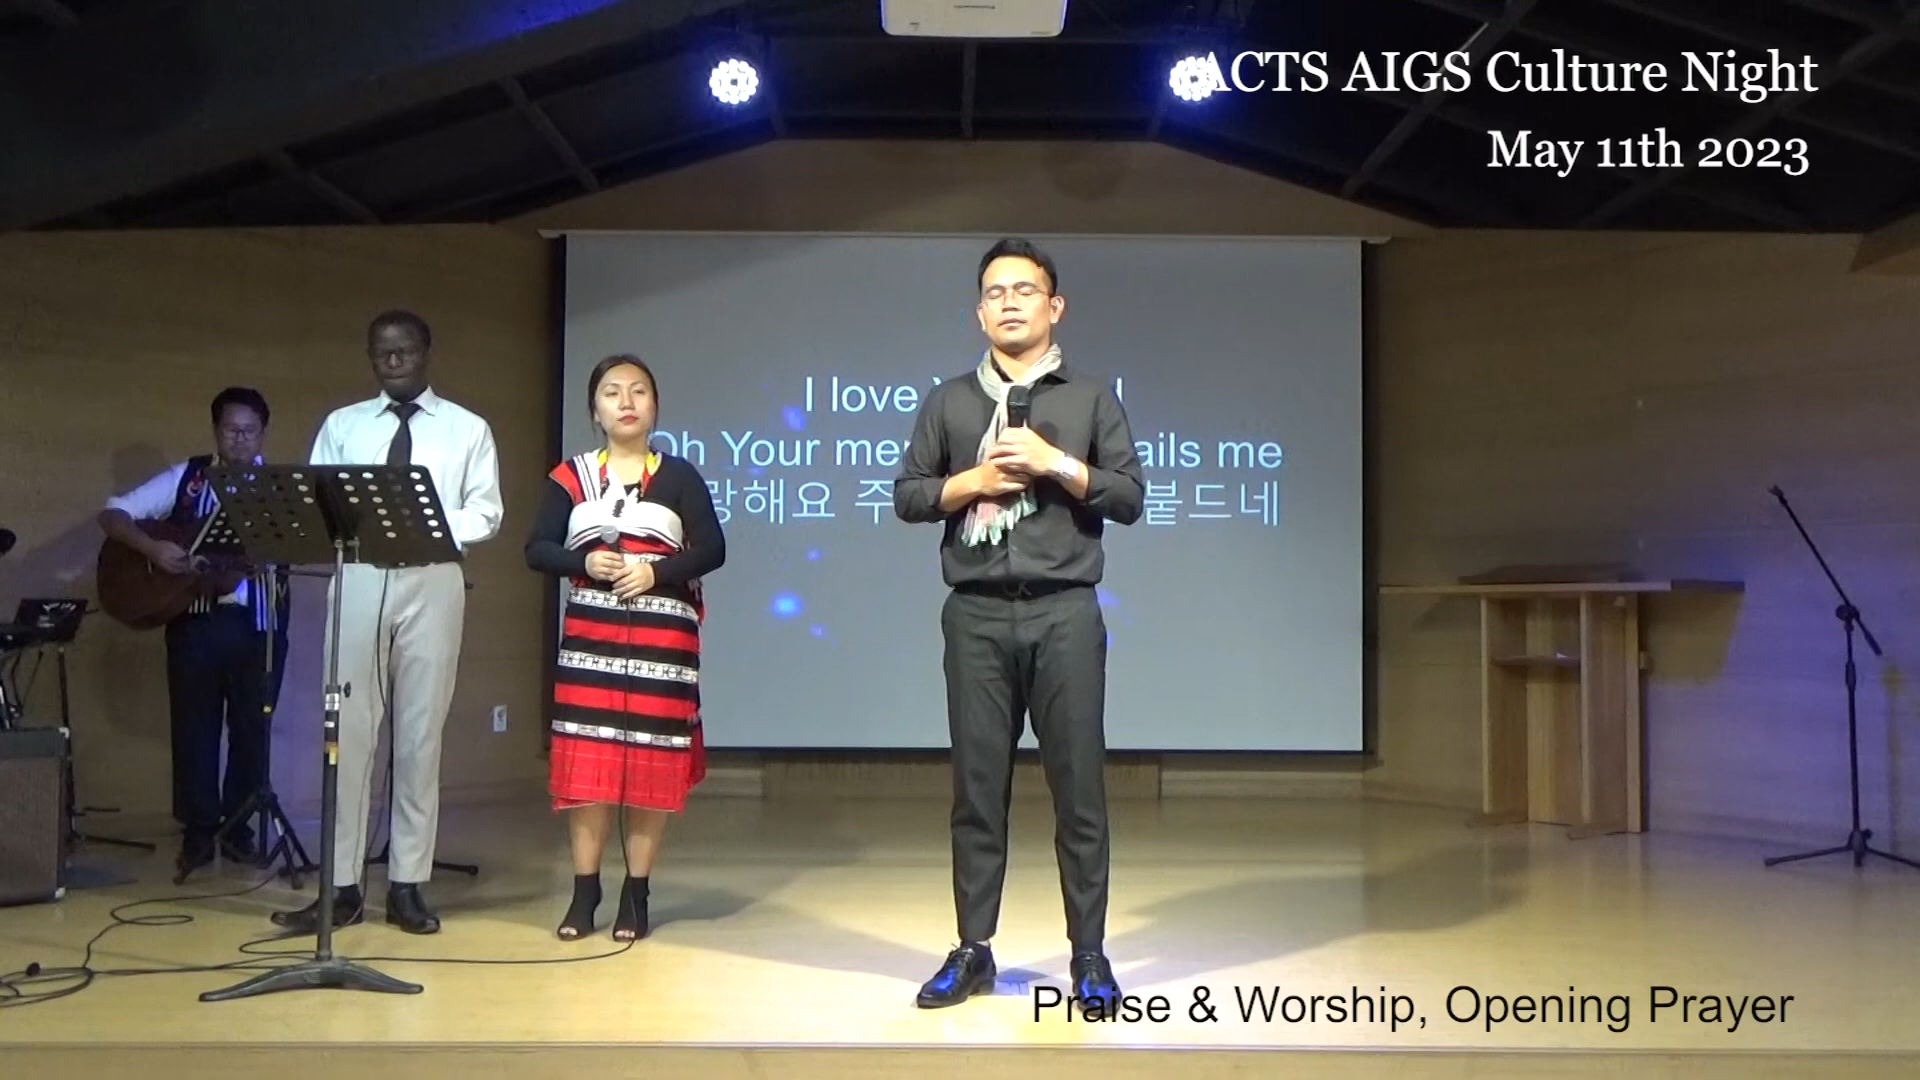 ACTS AIGS Culture Night
May 11th 2023
I love
Oh Your ails me
랑해요 주 붙드네
Praise & Worship, Opening Prayer